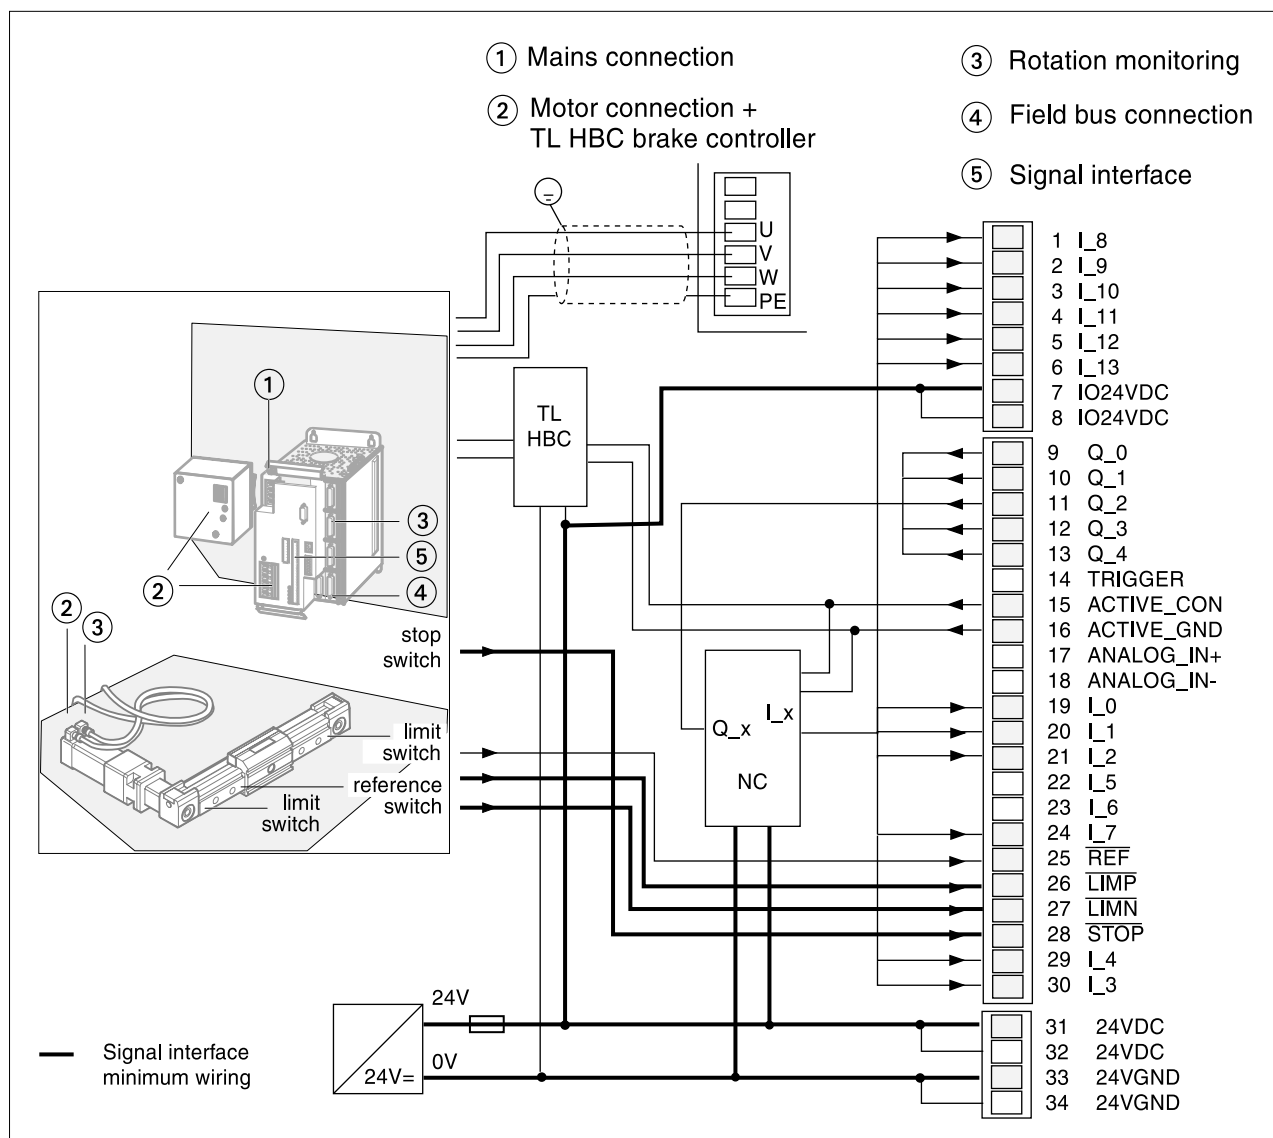 1 Mains connection
2 Motor connection +
TL HBC brake controller
3 Rotation monitoring
4 Field bus connection
5 Signal interface
U
V
W
PE
TL
HBC
1
3
5
4
2
2
3
stop
switch
limit
switch
reference
switch
limit
switch
Q_x
I_x
NC
1 I_8
2 I_9
3 I_10
4 I_11
5 I_12
6 I_13
7 IO24VDC
8 IO24VDC
9 Q_0
10 Q_1
11 Q_2
12 Q_3
13 Q_4
14 TRIGGER
15 ACTIVE_CON
16 ACTIVE_GND
17 ANALOG_IN+
18 ANALOG_IN-
19 I_0
20 I_1
21 I_2
22 I_5
23 I_6
24 I_7
25 REF
26 LIMP
27 LIMN
28 STOP
29 I_4
30 I_3
31 24VDC
32 24VDC
33 24VGND
34 24VGND
24V
0V
24V=
Signal interface
minimum wiring